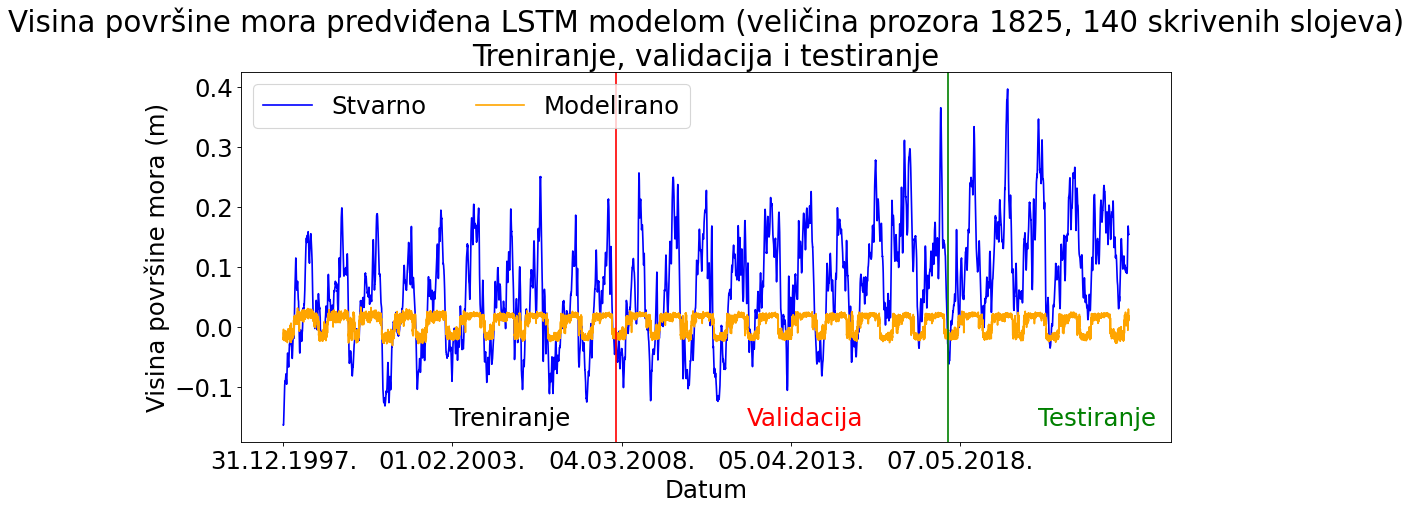 Visina površine mora predviđena LSTM modelom (veličina prozora 1825, 140 skrivenih slojeva)
Treniranje, validacija i testiranje
Stvarno
Modelirano
Visina površine mora (m)
0.4
0.3
0.2
0.1
0.0
−0.1
Treniranje
Validacija
Testiranje
31.12.1997.
01.02.2003.
04.03.2008.
05.04.2013.
07.05.2018.
Datum